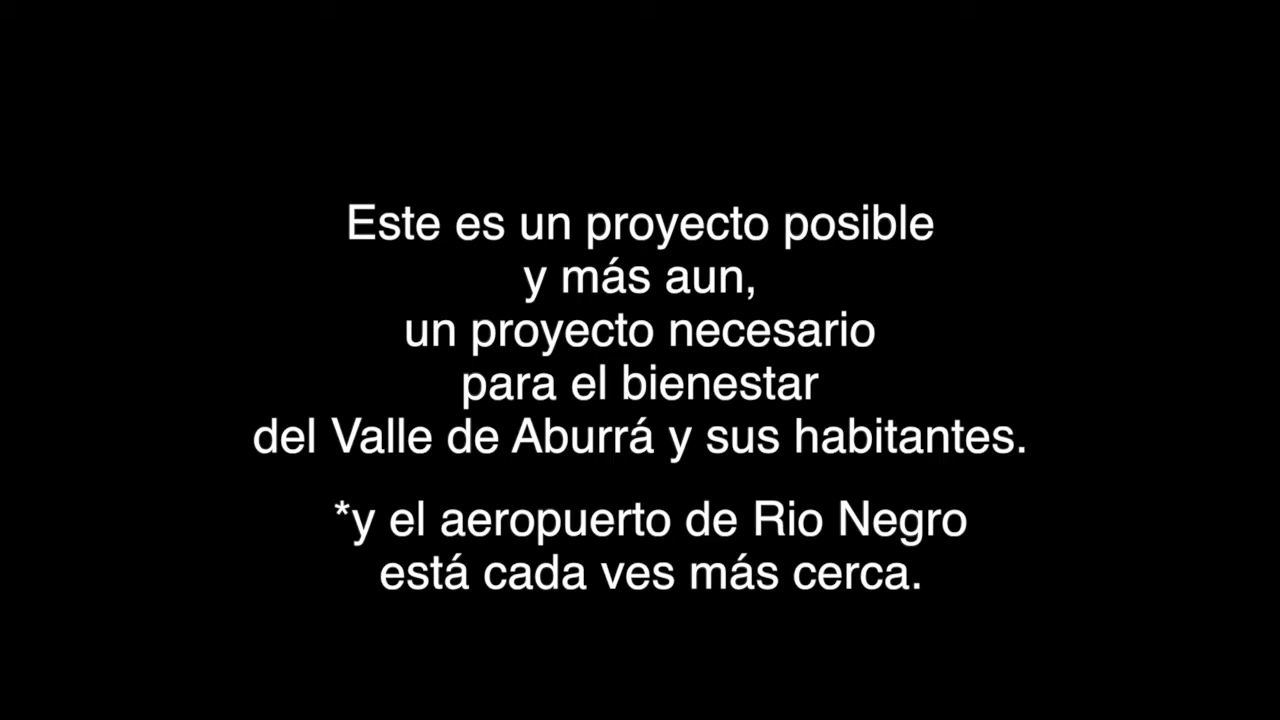 Este es un proyecto posible
y más aun,
un proyecto necesario
para el bienestar
del Valle de Aburrá y sus habitantes.
*y el aeropuerto de Rio Negro
está cada ves más cerca.